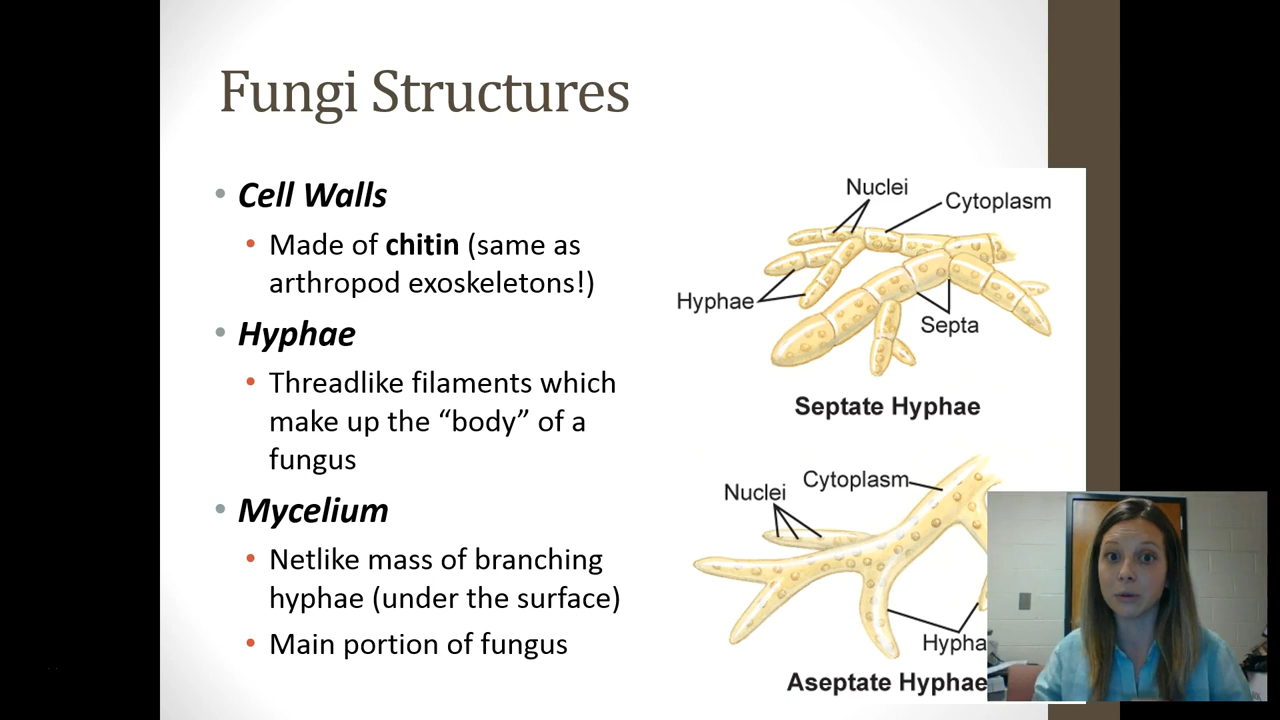 Fungi Structures
• Cell Walls
• Made of chitin (same as
arthropod exoskeletons!)
• Hyphae
• Threadlike filaments which
make up the “body” of a
fungus
• Mycelium
• Netlike mass of branching
hyphae (under the surface)
• Main portion of fungus
Nuclei
Cytoplasm
Hyphae
Septa
Septate Hyphae
Nuclei
Cytoplasm
Hypha
Aseptate Hyphae